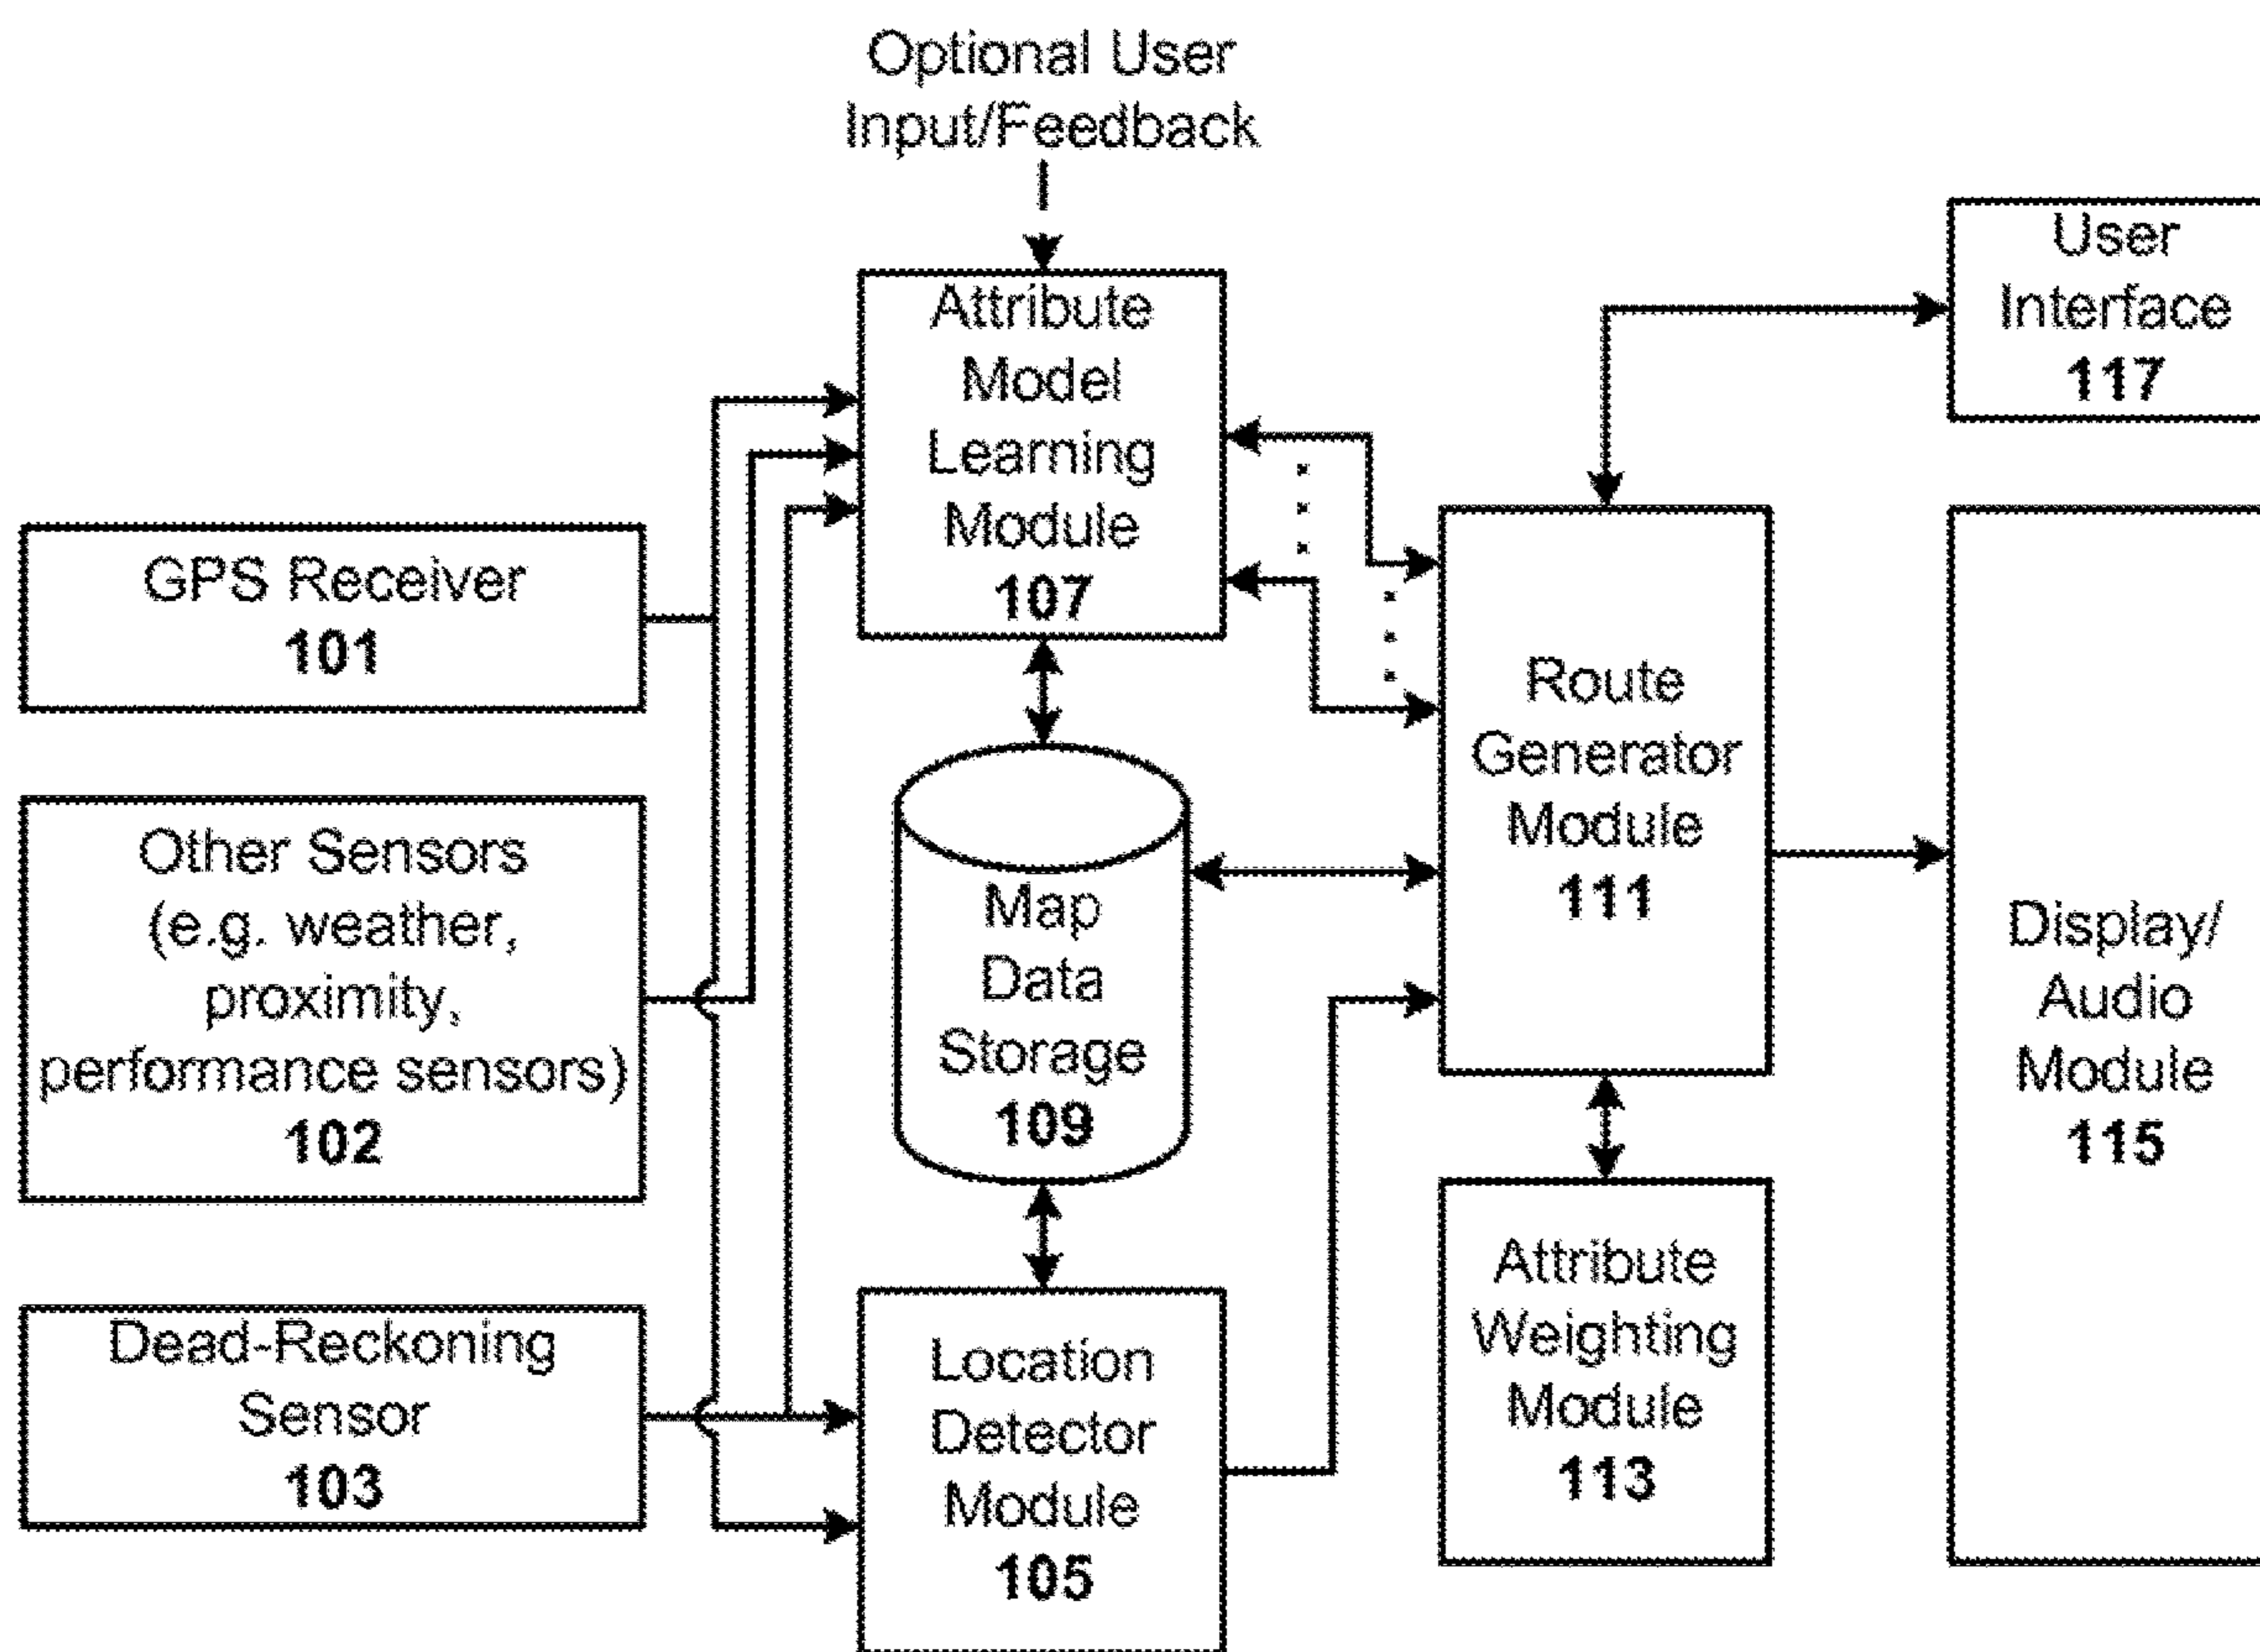 Optional User
Input/Feedback
Attribute
Model
Learning
Module
107
User
Interface
117
GPS Receiver
101
Other Sensors
(e.g. weather,
proximity,
performance sensors)
102
Dead-Reckoning
Sensor
103
Map
Data
Storage
109
Location
Detector
Module
105
Route
Generator
Module
111
Attribute
Weighting
Module
113
Display/
Audio
Module
115